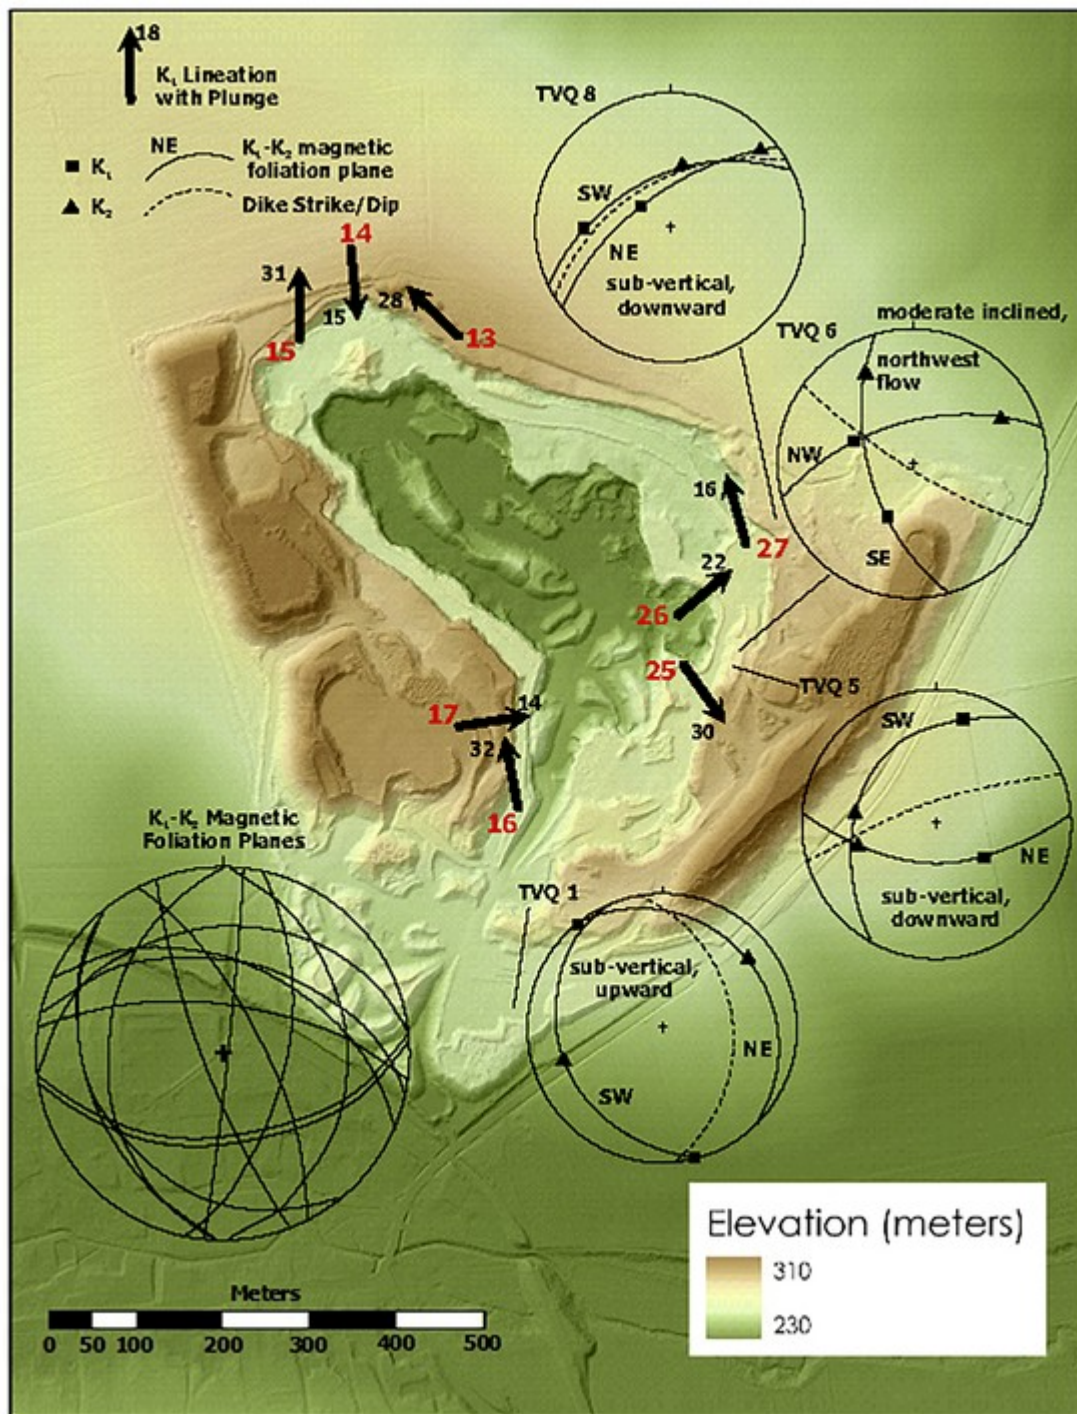 18
K₁ Lineation
with Plunge
NE
K₁
K₁-K₂ magnetic
foliation plane
K₂
Dike Strike/Dip
TVQ 8
SW
NE
sub-vertical,
downward
14
31
15
28
15
13
moderate inclined,
TVQ 6
northwest
flow
NW
SE
16
27
22
26
25
TVQ 5
30
17
14
32
16
SW
NE
sub-vertical,
downward
K₁-K₂ Magnetic
Foliation Planes
TVQ 1
sub-vertical,
upward
NE
SW
Elevation (meters)
310
230
Meters
0 50 100 200 300 400 500